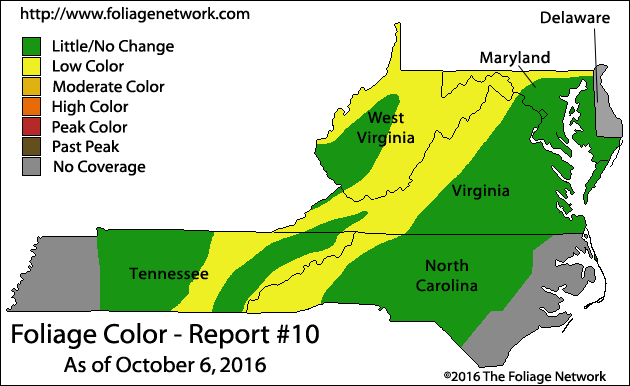 http://www.foliagenetwork.com
Delaware
Little/No Change
Low Color
Moderate Color
High Color
Peak Color
Past Peak
No Coverage
Maryland
West
Virginia
Virginia
Tennessee
North
Carolina
Foliage Color - Report #10
As of October 6, 2016
©2016 The Foliage Network